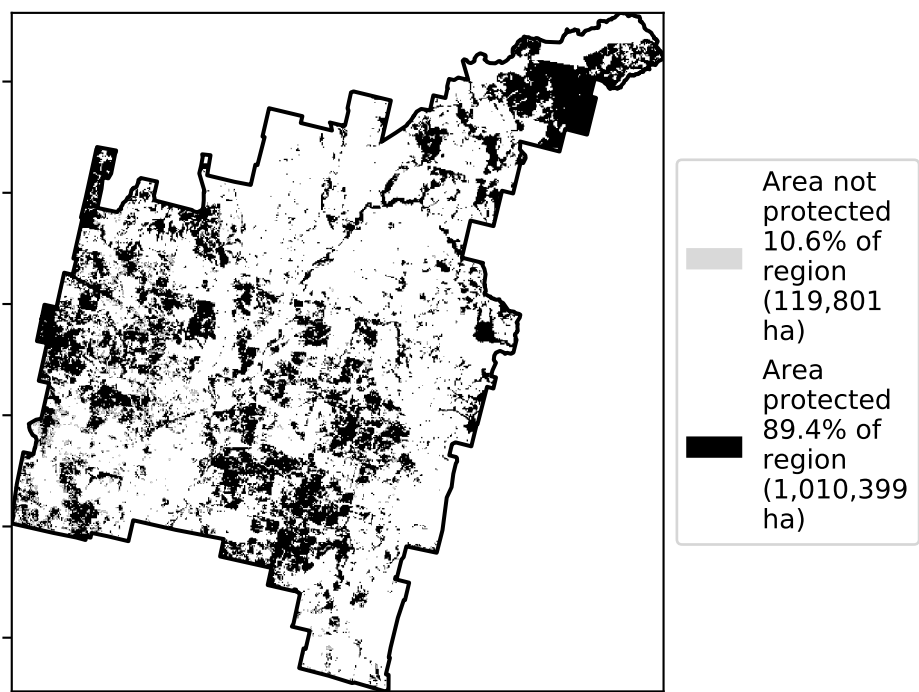 Area not
protected
10.6% of
region
(119,801
ha)
Area
protected
89.4% of
region
(1,010,399
ha)